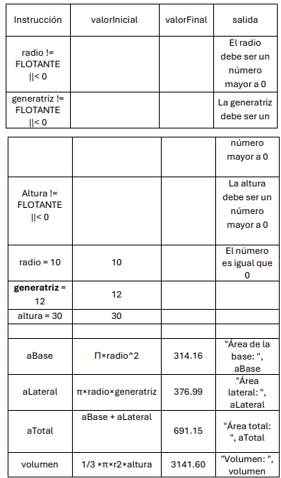 Instrucción valorInicial valorFinal salida
radio !=
FLOTANTE
||< 0
El radio
debe ser un
número
mayor a 0
generatriz !=
FLOTANTE
||< 0
La generatriz
debe ser un
número
mayor a 0
Altura !=
FLOTANTE
||< 0
La altura
debe ser un
número
mayor a 0
radio = 10
10
El número
es igual que
0
generatriz =
12
12
altura = 30
30
aBase
Π×radio^2
314.16
"Área de la
base: ",
aBase
aLateral
π×radio×generatriz
376.99
"Área
lateral: ",
aLateral
aTotal
aBase + aLateral
691.15
"Área total:
", aTotal
volumen
1/3 ×π×r2×altura
3141.60
"Volumen: ",
volumen